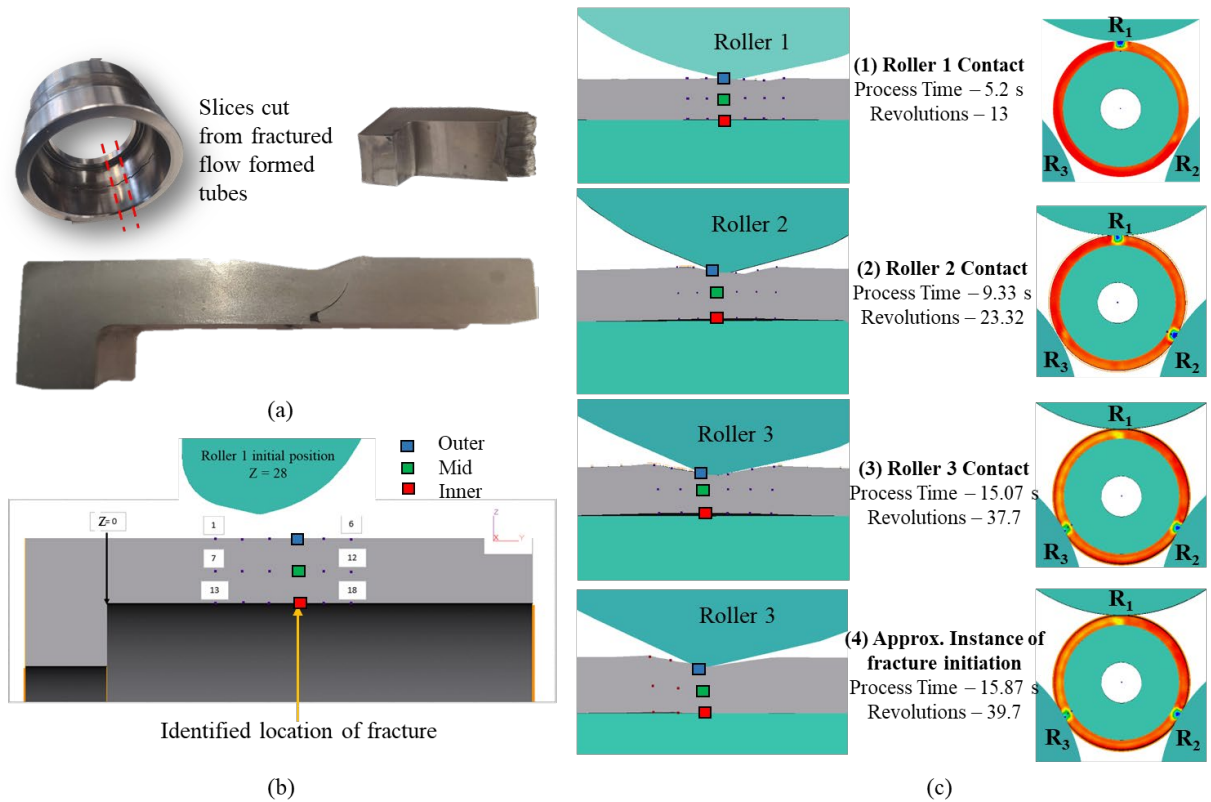 Slices cut
from fractured
flow formed
tubes
(a)
Roller 1 initial position
Z = 28
Outer
Mid
Inner
Z=0
1
6
7
12
13
18
Z
X
Y
Identified location of fracture
(b)
Roller 1
(1) Roller 1 Contact
Process Time – 5.2 s
Revolutions – 13
R1
R3
R2
Roller 2
(2) Roller 2 Contact
Process Time – 9.33 s
Revolutions – 23.32
R1
R3
R2
Roller 3
(3) Roller 3 Contact
Process Time – 15.07 s
Revolutions – 37.7
R1
R3
R2
Roller 3
(4) Approx. Instance of
fracture initiation
Process Time – 15.87 s
Revolutions – 39.7
R1
R3
R2
(c)